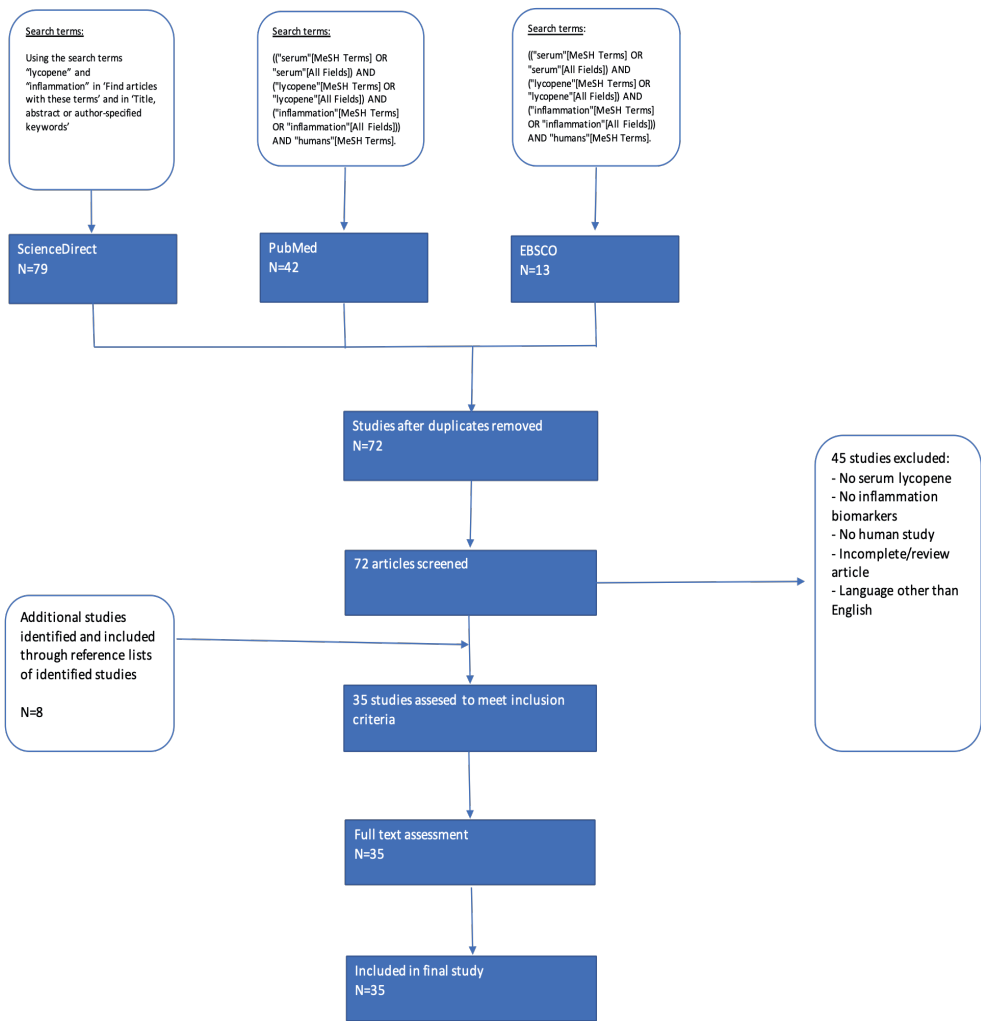 Search terms:
Using the search terms
“lycopene” and
“inflammation” in ‘Find articles
with these terms’ and in ‘Title,
abstract or author-specified
keywords’
Search terms:
(("serum"[MeSH Terms] OR
"serum"[All Fields]) AND
("lycopene"[MeSH Terms] OR
"lycopene"[All Fields]) AND
("inflammation"[MeSH Terms]
OR "inflammation"[All Fields]))
AND "humans"[MeSH Terms].
Search terms:
(("serum"[MeSH Terms] OR
"serum"[All Fields]) AND
("lycopene"[MeSH Terms] OR
"lycopene"[All Fields]) AND
("inflammation"[MeSH Terms]
OR "inflammation"[All Fields]))
AND "humans"[MeSH Terms].
ScienceDirect
N=79
PubMed
N=42
EBSCO
N=13
Studies after duplicates removed
N=72
45 studies excluded:
- No serum lycopene
- No inflammation
biomarkers
- No human study
- Incomplete/review
article
- Language other than
English
72 articles screened
Additional studies
identified and included
through reference lists
of identified studies
N=8
35 studies assesed to meet inclusion
criteria
Full text assessment
N=35
Included in final study
N=35